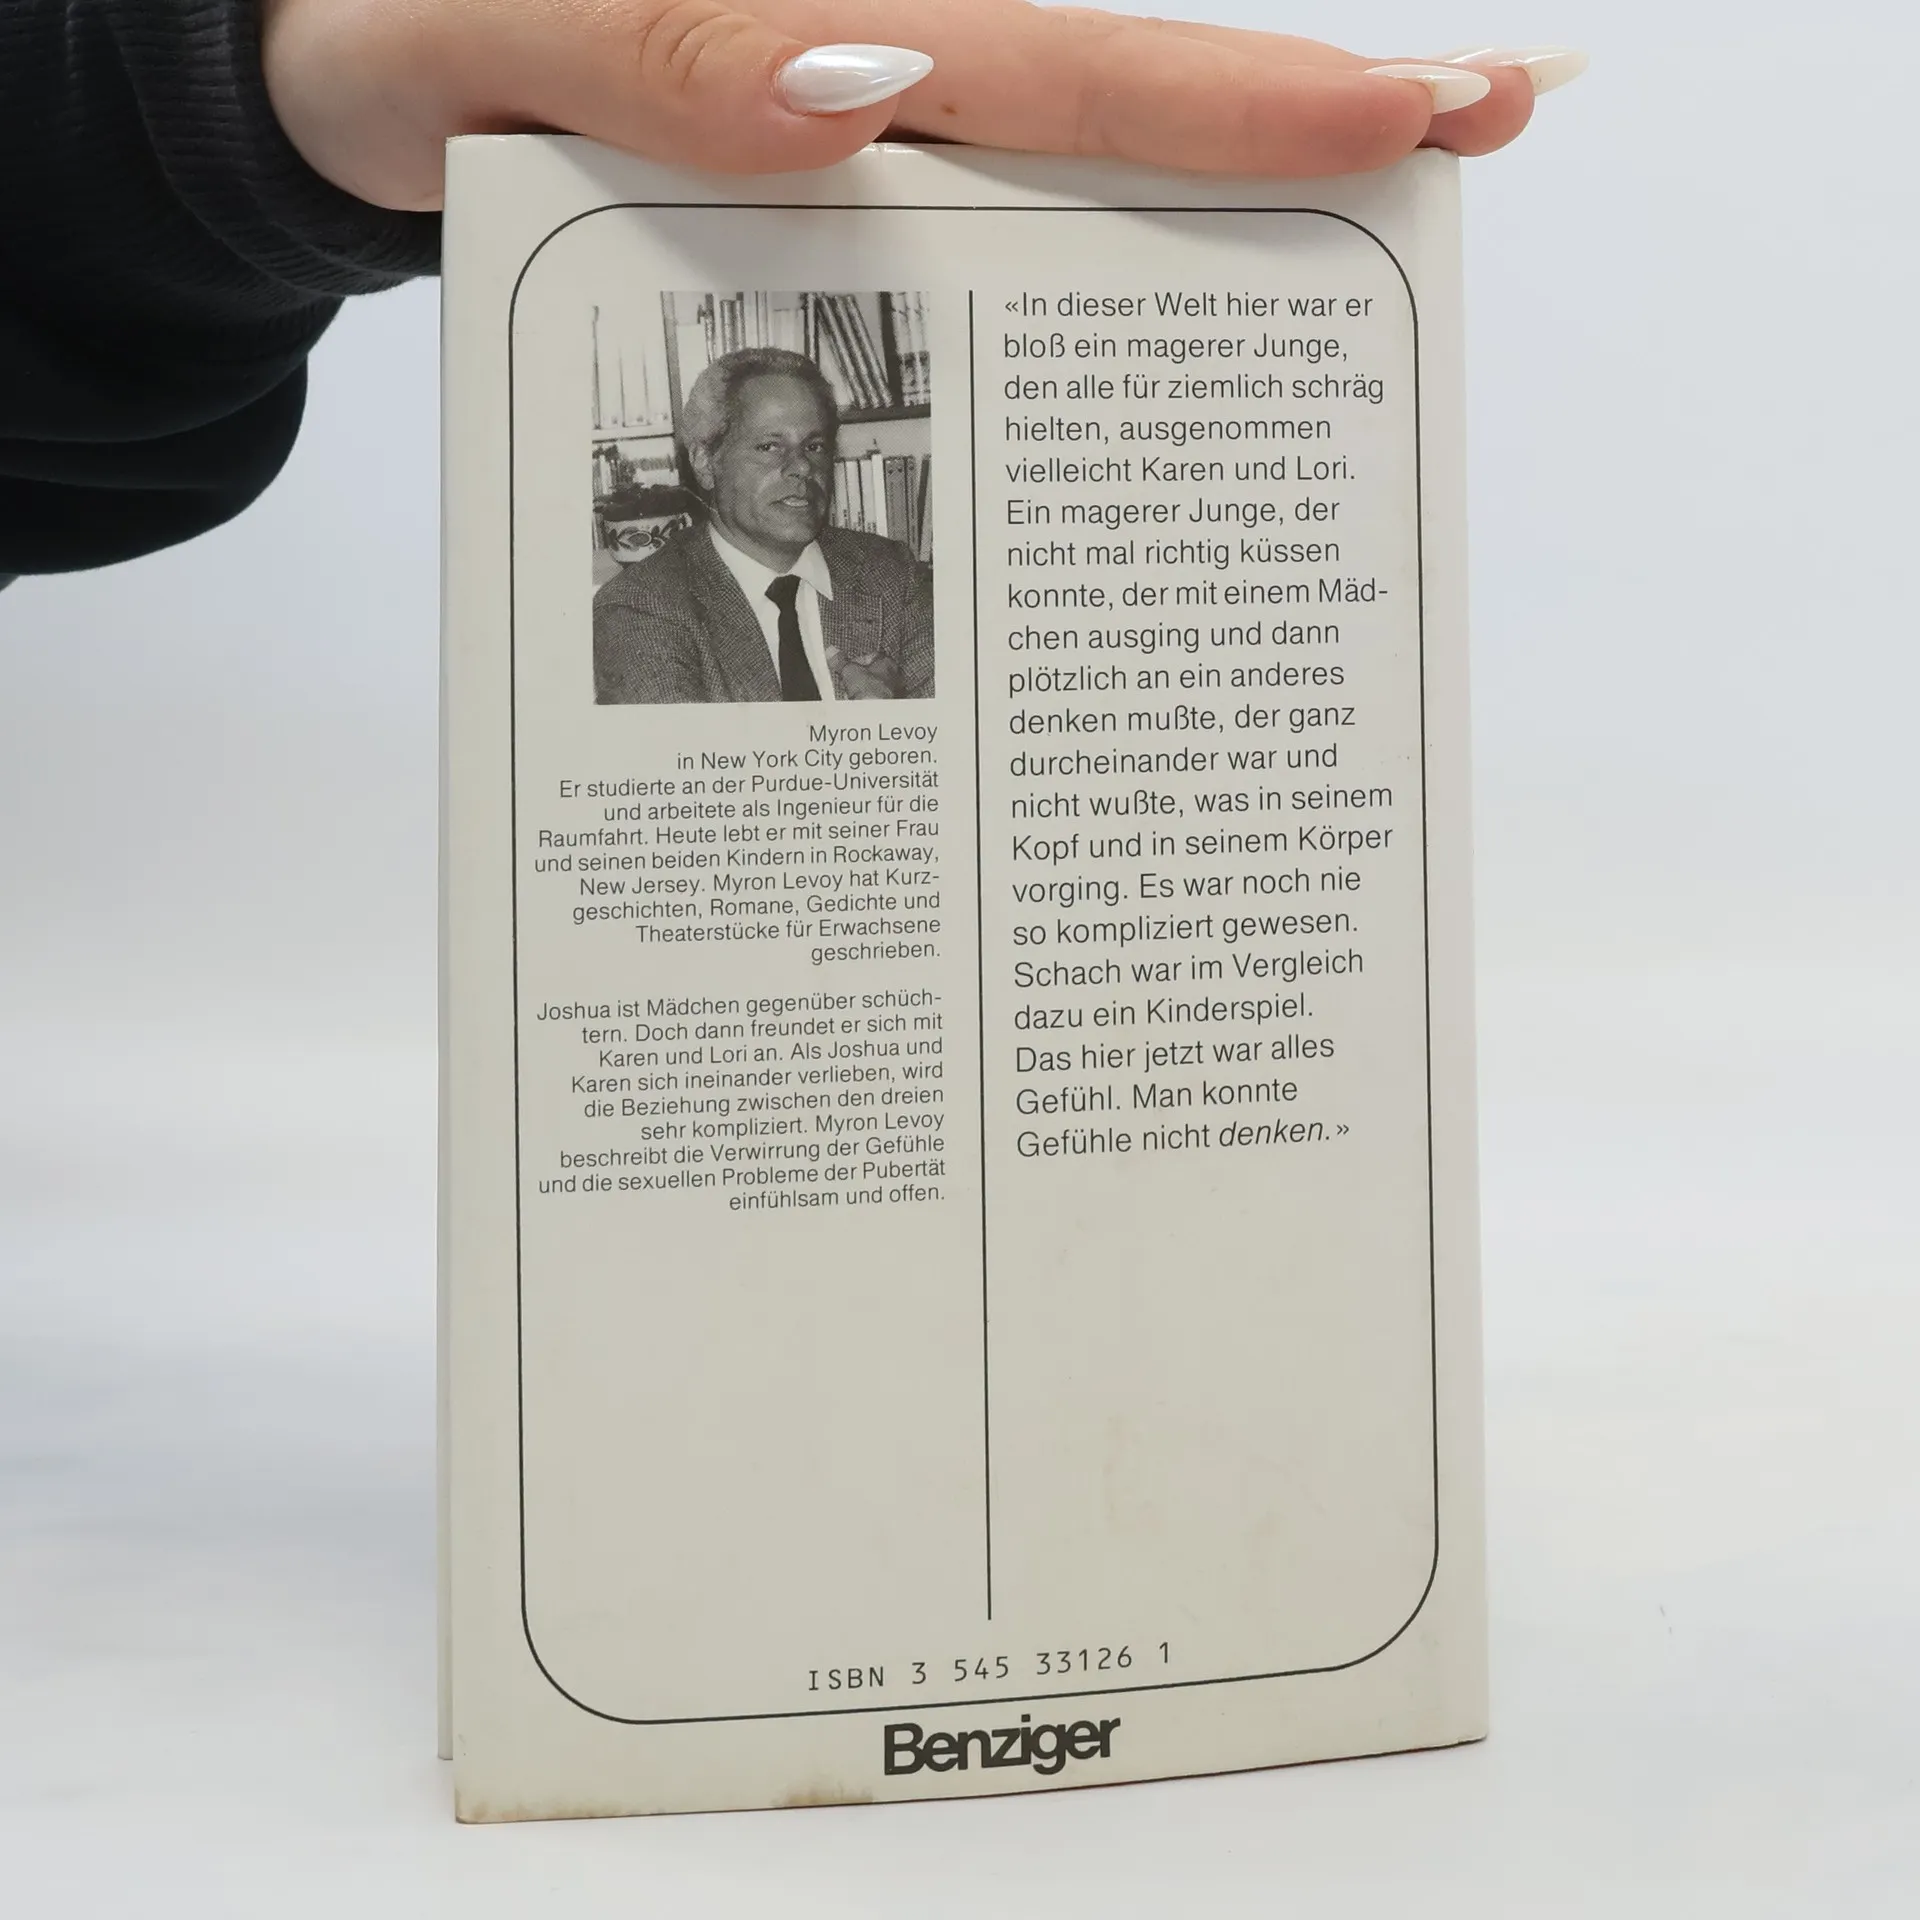 Myron Levoy
in New York City geboren.
Er studierte an der Purdue-Universität
und arbeitete als Ingenieur für die
Raumfahrt. Heute lebt er mit seiner Frau
und seinen beiden Kindern in Rockaway,
New Jersey. Myron Levoy hat Kurz-
geschichten, Romane, Gedichte und
Theaterstücke für Erwachsene
geschrieben.
Joshua ist Mädchen gegenüber schüch-
tern. Doch dann freundet er sich mit
Karen und Lori an. Als Joshua und
Karen sich ineinander verlieben, wird
die Beziehung zwischen den dreien
sehr kompliziert. Myron Levoy
beschreibt die Verwirrung der Gefühle
und die sexuellen Probleme der Pubertät
einfühlsam und offen.
«In dieser Welt hier war er
bloß ein magerer Junge,
den alle für ziemlich schräg
hielten, ausgenommen
vielleicht Karen und Lori.
Ein magerer Junge, der
nicht mal richtig küssen
konnte, der mit einem Mäd-
chen ausging und dann
plötzlich an ein anderes
denken mußte, der ganz
durcheinander war und
nicht wußte, was in seinem
Kopf und in seinem Körper
vorging. Es war noch nie
so kompliziert gewesen.
Schach war im Vergleich
dazu ein Kinderspiel.
Das hier jetzt war alles
Gefühl. Man konnte
Gefühle nicht denken.»
ISBN 3 545 33126 1
Benziger